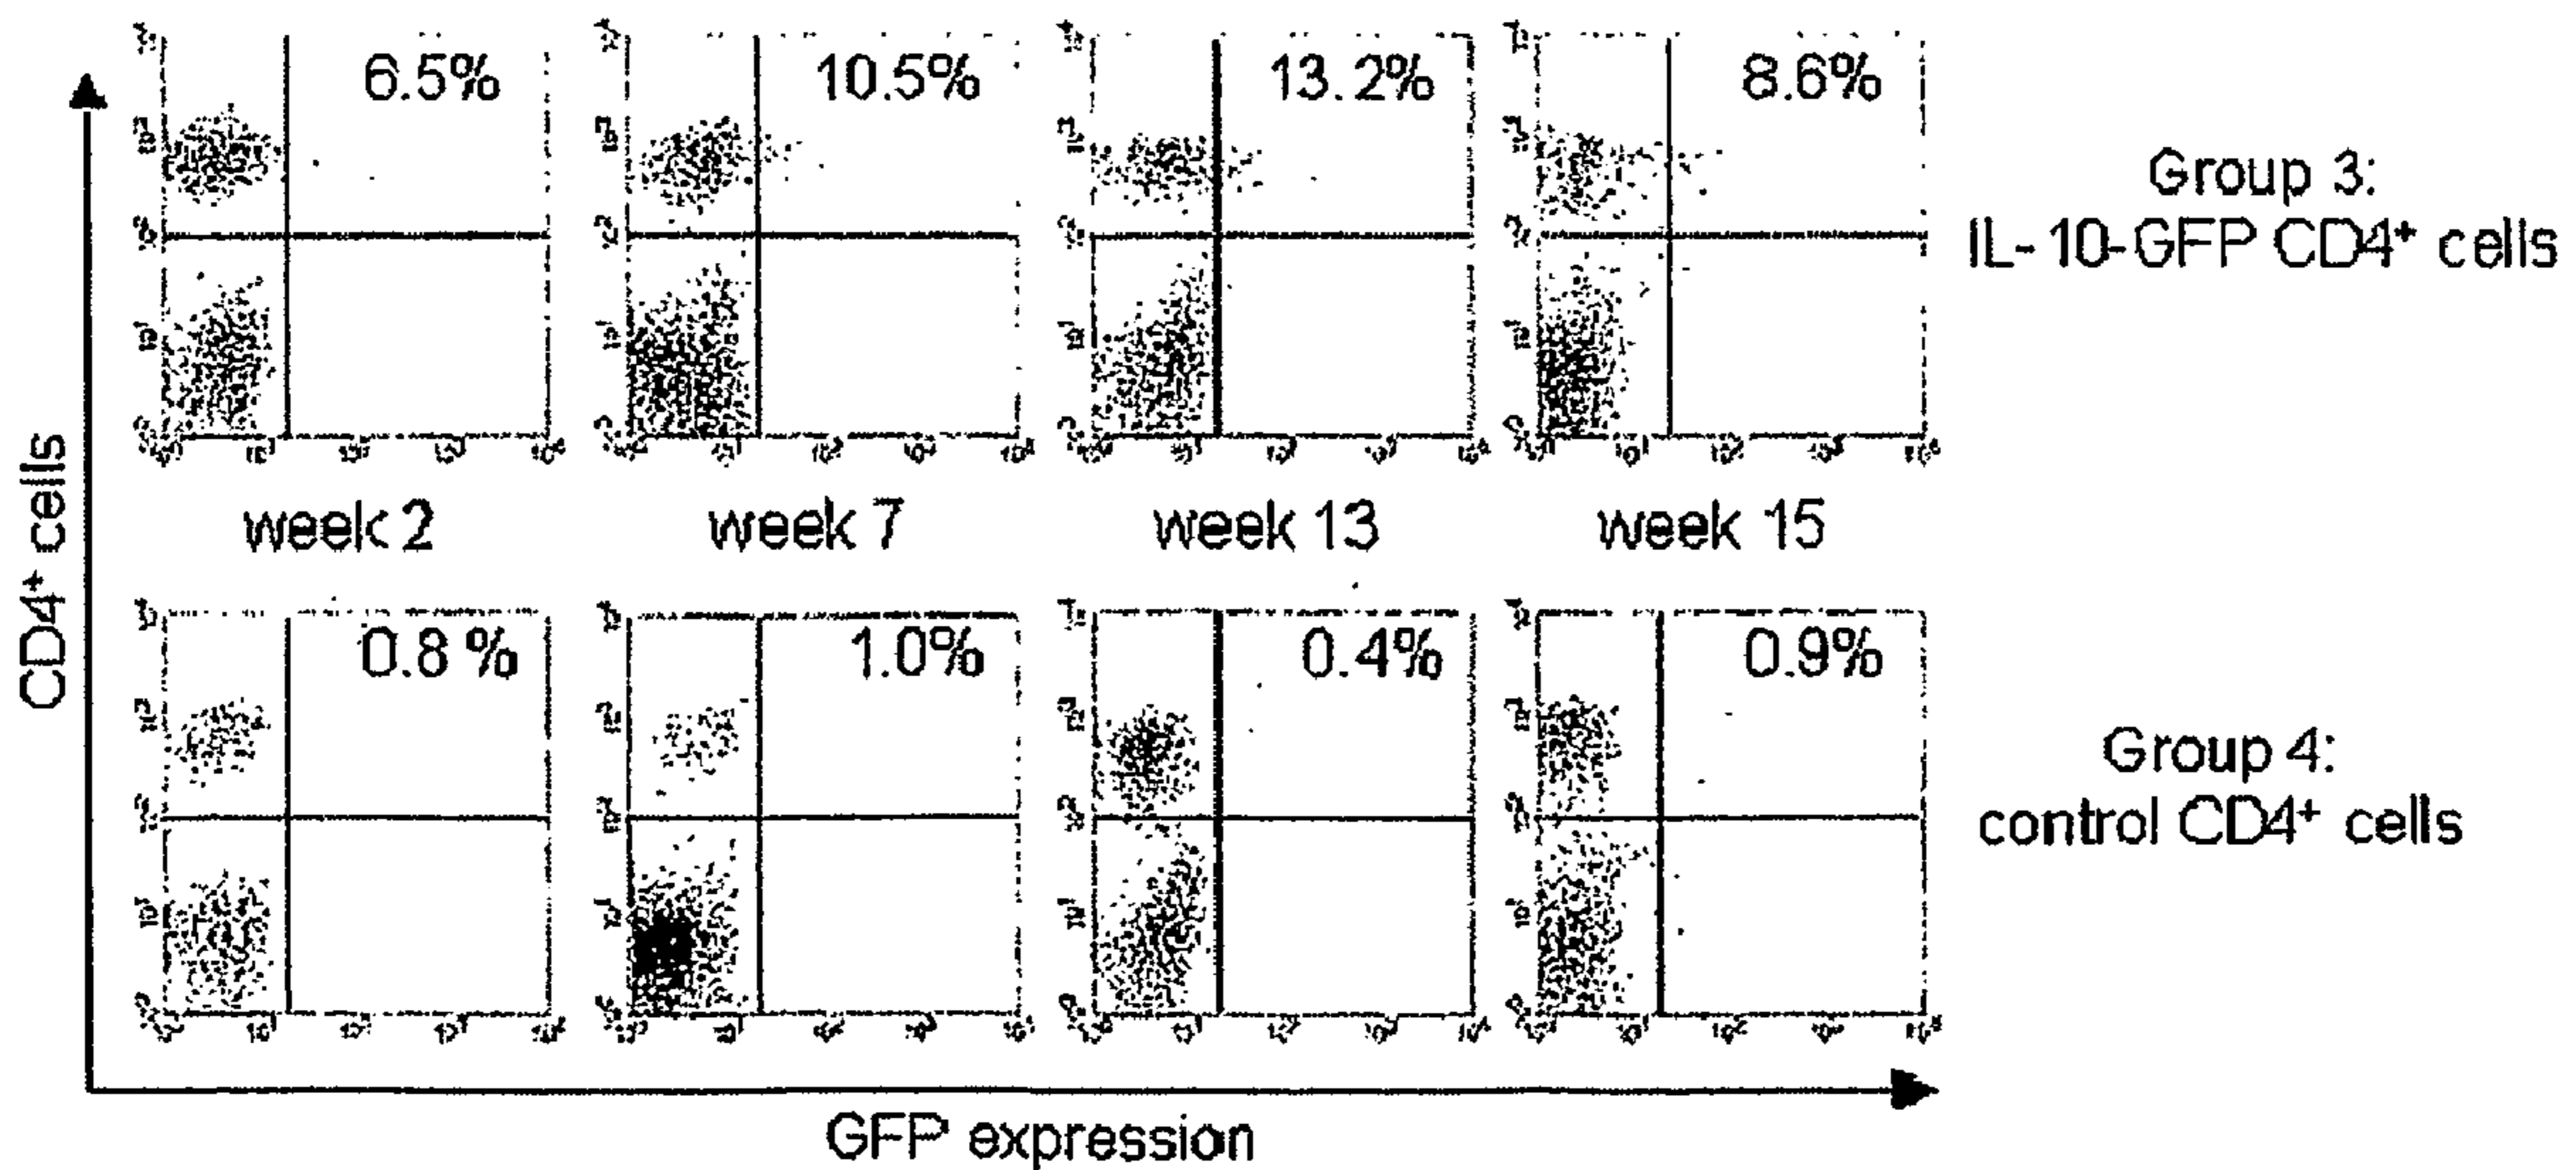 6.5%
10.5%
13.2%
8.6%
Group 3:
IL-10-GFP CD4⁺ cells
week 2
week 7
week 13
week 15
0.8 %
1.0%
0.4%
0.9%
Group 4:
control CD4⁺ cells
CD4⁺ cells
GFP expression